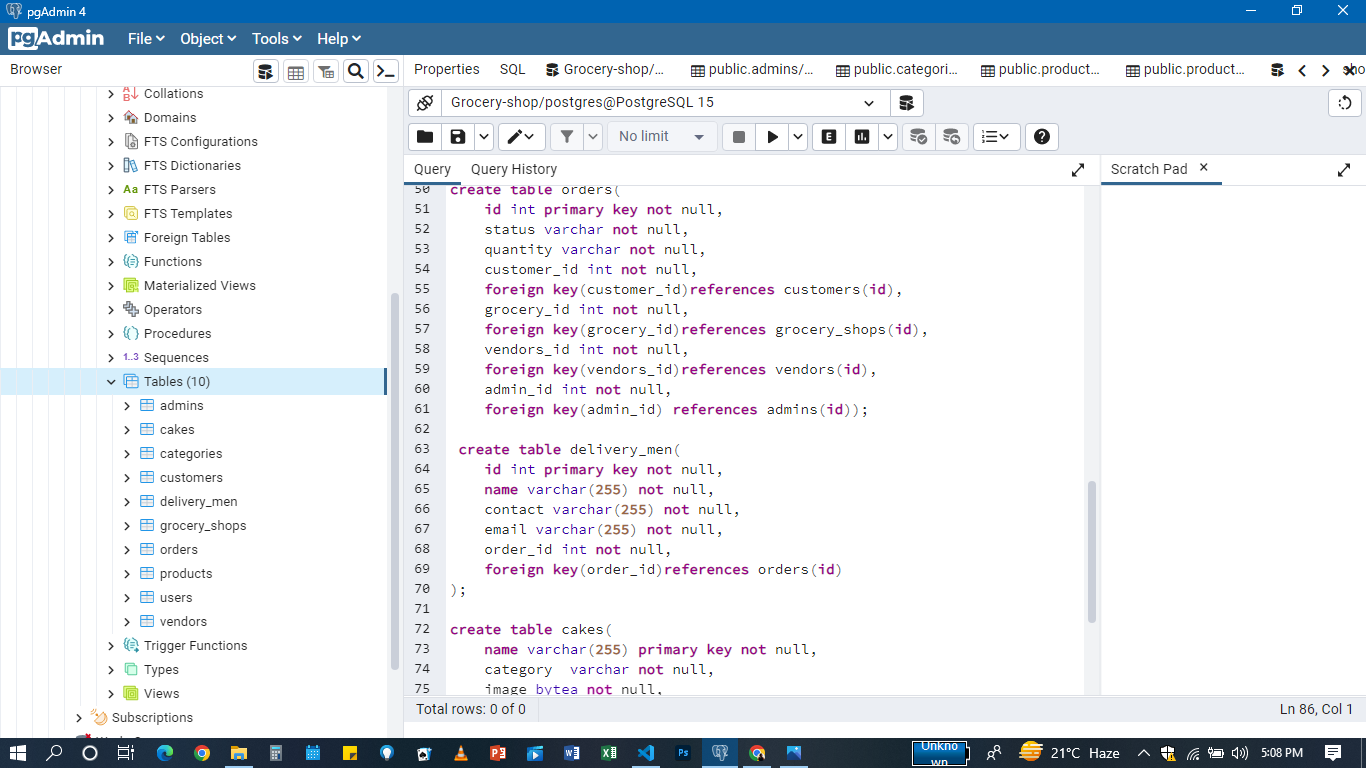 pgAdmin 4
pgAdmin File Object Tools Help
Browser
Properties SQL Grocery-shop/... public.admins/... public.categori... public.product... public.product... sho
Collations
Domains
FTS Configurations
FTS Dictionaries
Aa FTS Parsers
FTS Templates
Foreign Tables
Functions
Materialized Views
Operators
Procedures
1..3 Sequences
Tables (10)
admins
cakes
categories
customers
delivery_men
grocery_shops
orders
products
users
vendors
Trigger Functions
Types
Views
Subscriptions
Grocery-shop/postgres@PostgreSQL 15
No limit
E
Query Query History
Scratch Pad
50 create table orders(
51 id int primary key not null,
52 status varchar not null,
53 quantity varchar not null,
54 customer_id int not null,
55 foreign key(customer_id)references customers(id),
56 grocery_id int not null,
57 foreign key(grocery_id)references grocery_shops(id),
58 vendors_id int not null,
59 foreign key(vendors_id)references vendors(id),
60 admin_id int not null,
61 foreign key(admin_id) references admins(id));
62
63 create table delivery_men(
64 id int primary key not null,
65 name varchar(255) not null,
66 contact varchar(255) not null,
67 email varchar(255) not null,
68 order_id int not null,
69 foreign key(order_id)references orders(id)
70 );
71
72 create table cakes(
73 name varchar(255) primary key not null,
74 category  varchar not null,
75 image bytea not null,
Total rows: 0 of 0
Ln 86, Col 1
Unkno
wn
21°C Haze
5:08 PM